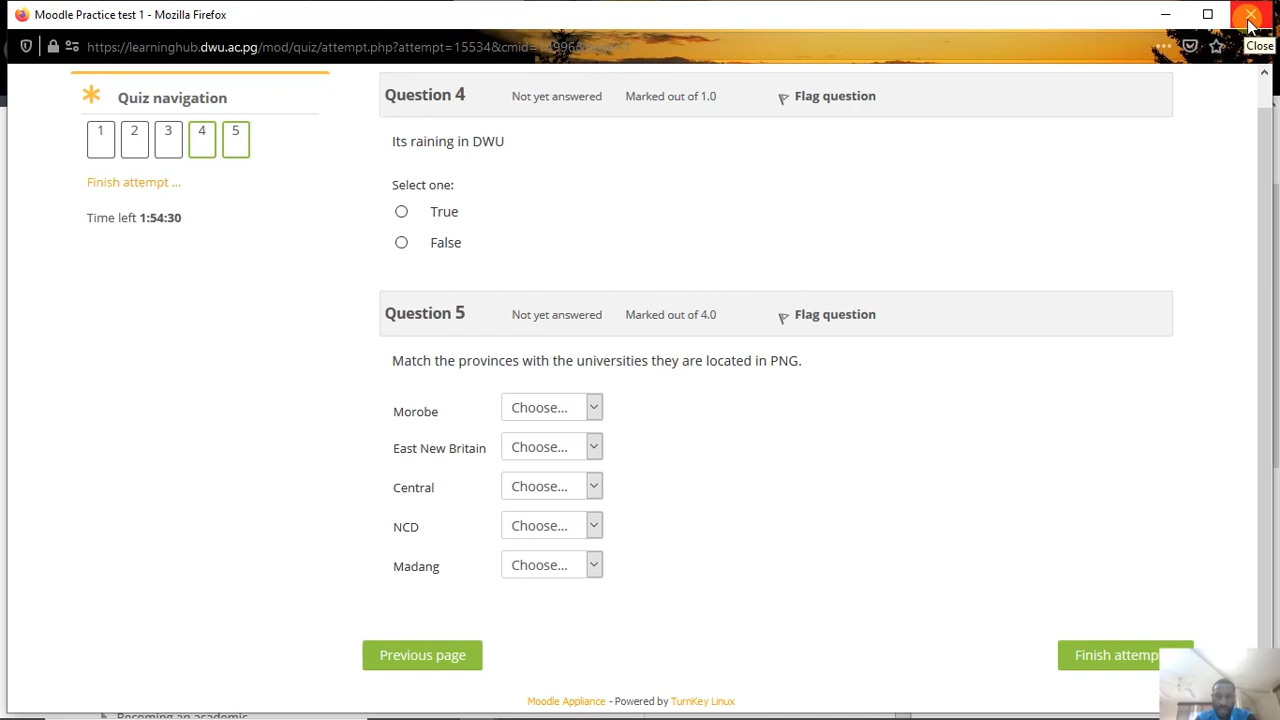 Moodle Practice test 1 - Mozilla Firefox
https://learninghub.dwu.ac.pg/mod/quiz/attempt.php?attempt=15534&cmid=
Close
Quiz navigation
1 2 3 4 5
Finish attempt ...
Time left 1:54:30
Question 4 Not yet answered Marked out of 1.0 Flag question
Its raining in DWU
Select one:
True
False
Question 5 Not yet answered Marked out of 4.0 Flag question
Match the provinces with the universities they are located in PNG.
Morobe Choose...
East New Britain Choose...
Central Choose...
NCD Choose...
Madang Choose...
Previous page
Finish attemp
Moodle Appliance - Powered by TurnKey Linux
Becoming an academic